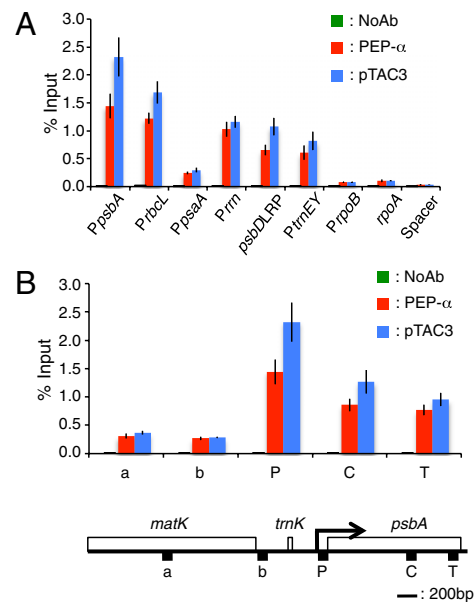 A
: NoAb
: PEP-α
: pTAC3
% Input
3.0
2.5
2.0
1.5
1.0
0.5
0.0
PpsbA
PrbcL
PpsaA
Prrn
psbDLRP
PtrnEY
PrpoB
rpoA
Spacer
B
: NoAb
: PEP-α
: pTAC3
% Input
3.0
2.5
2.0
1.5
1.0
0.5
0.0
a b P C T
matK trnK psbA
a b P C T
: 200bp